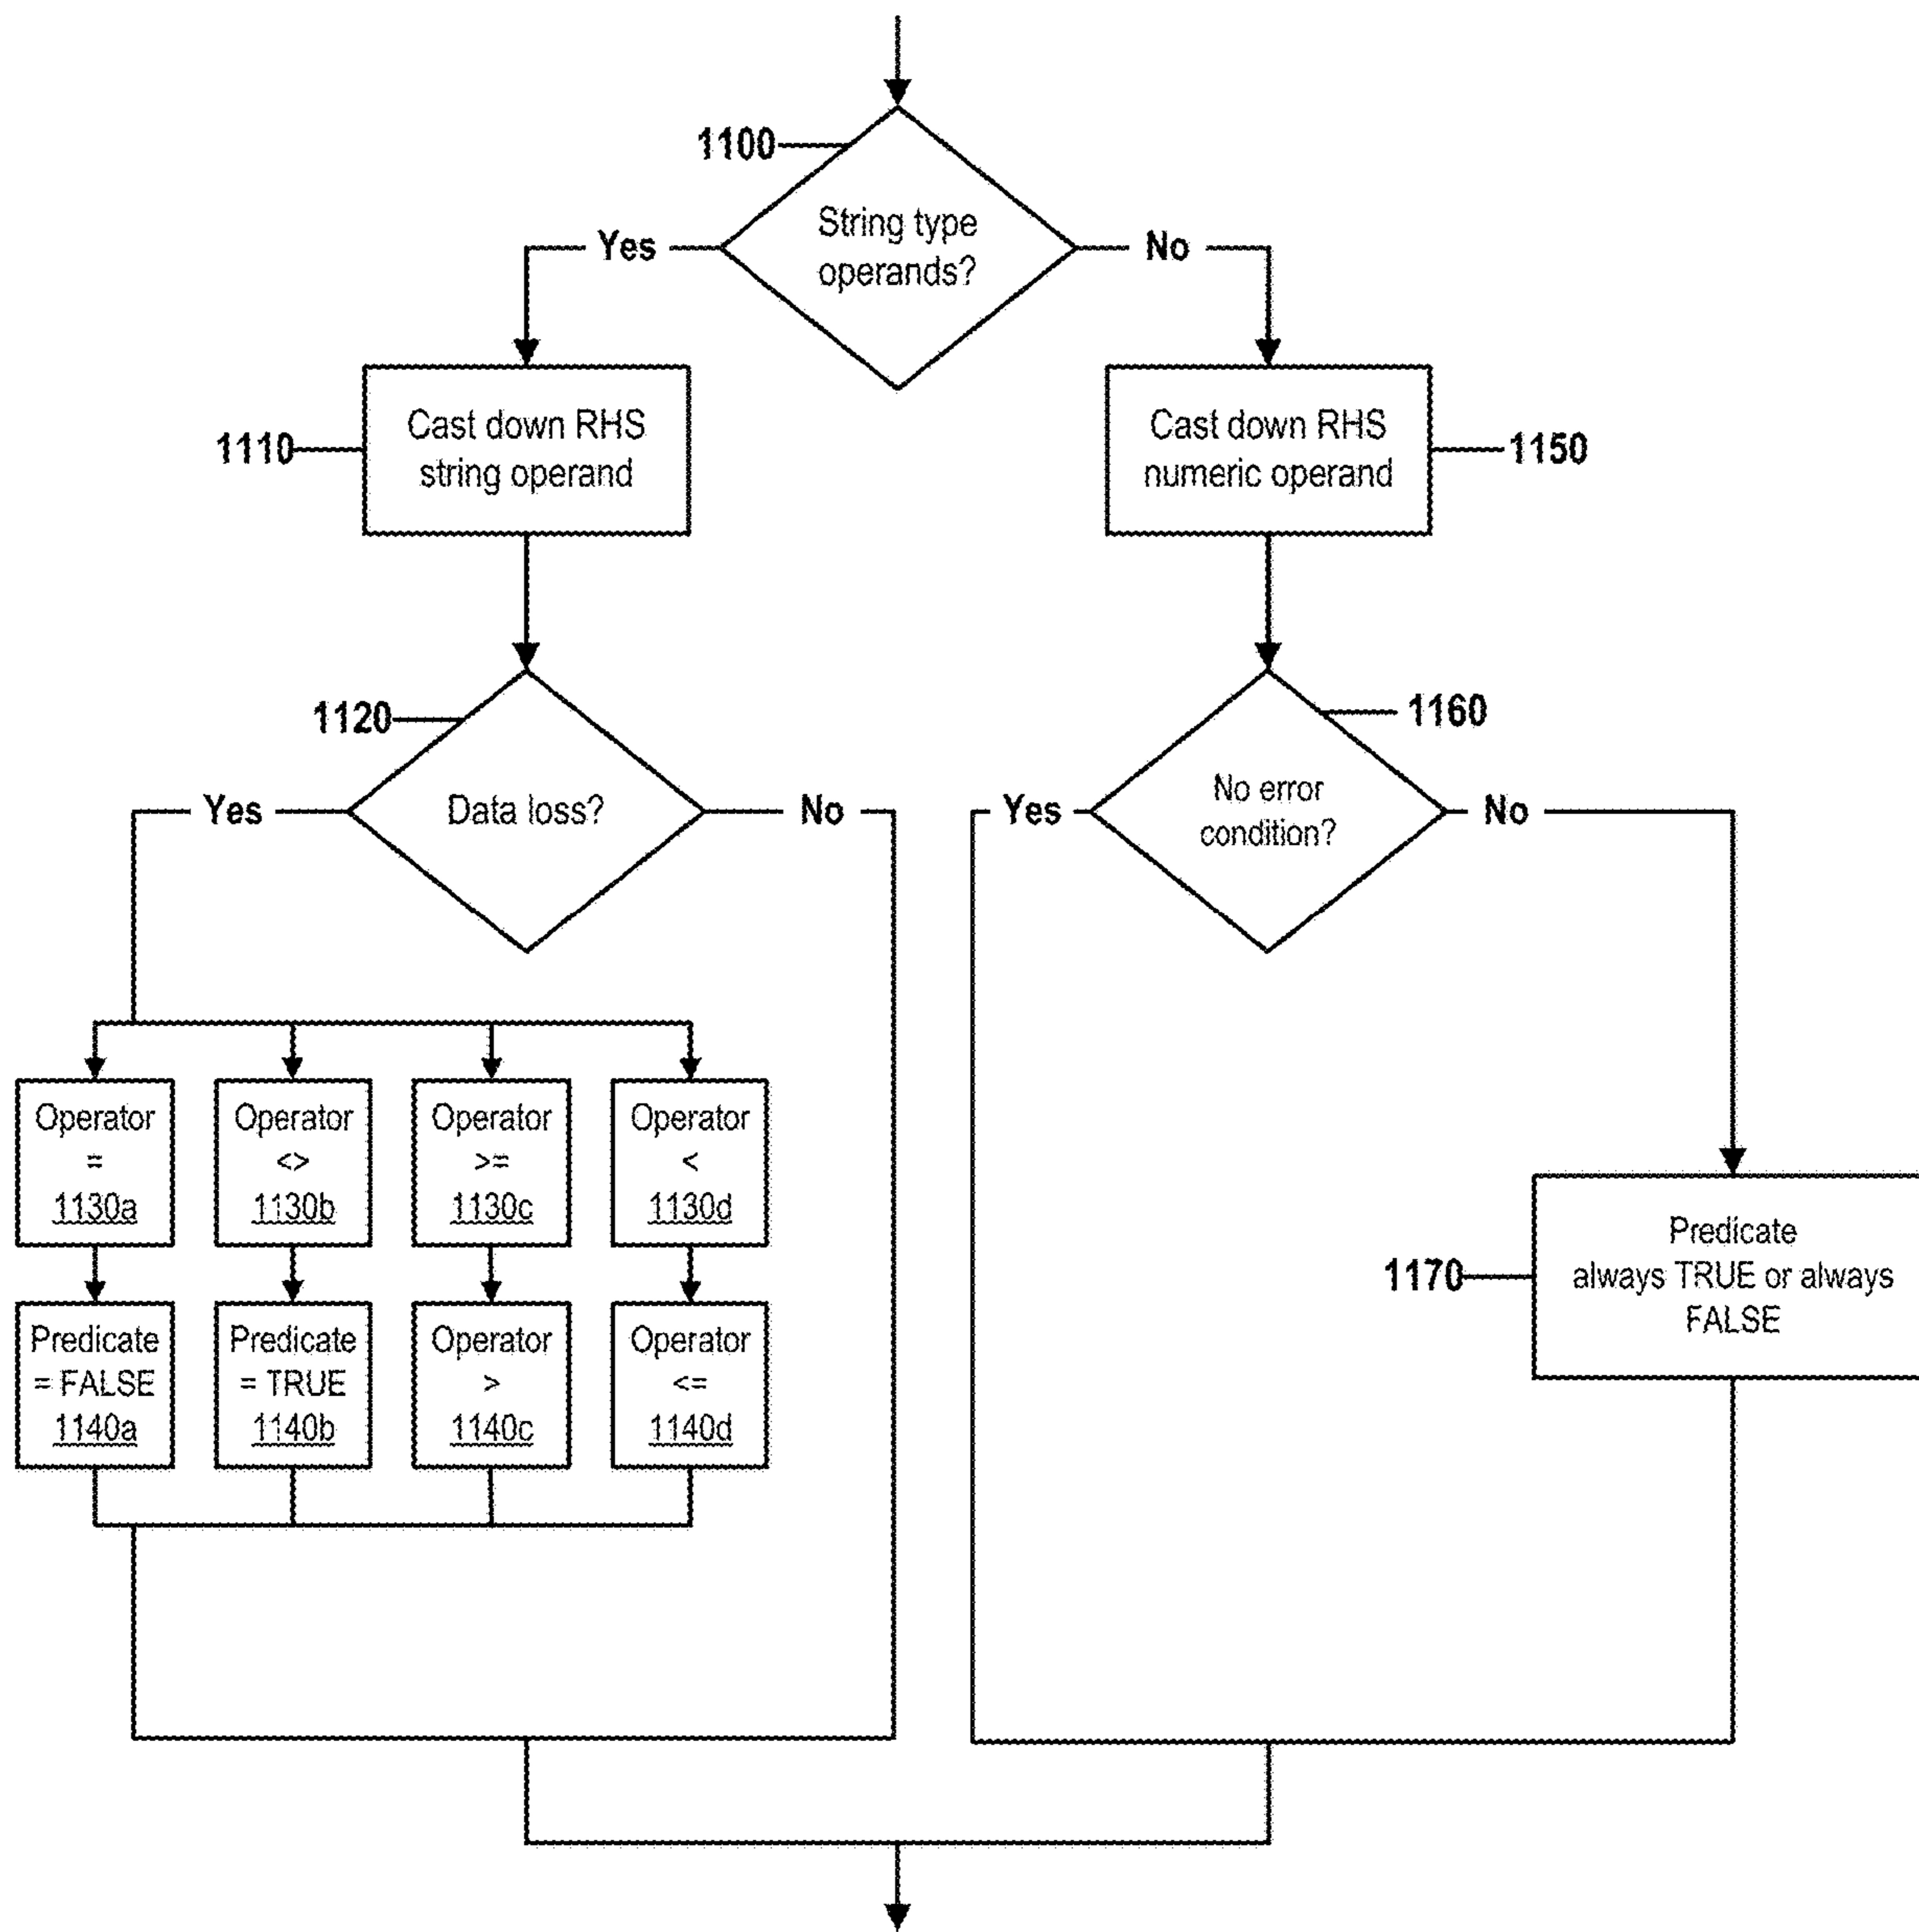 1100
String type
operands?
Yes
No
Cast down RHS
string operand
1110
Cast down RHS
numeric operand
1150
1120
Data loss?
Yes
No
1160
No error
condition?
Yes
No
Operator
=
1130a
Operator
<>
1130b
Operator
>=
1130c
Operator
<
1130d
Predicate
= FALSE
1140a
Predicate
= TRUE
1140b
Operator
>
1140c
Operator
<=
1140d
1170
Predicate
always TRUE or always
FALSE